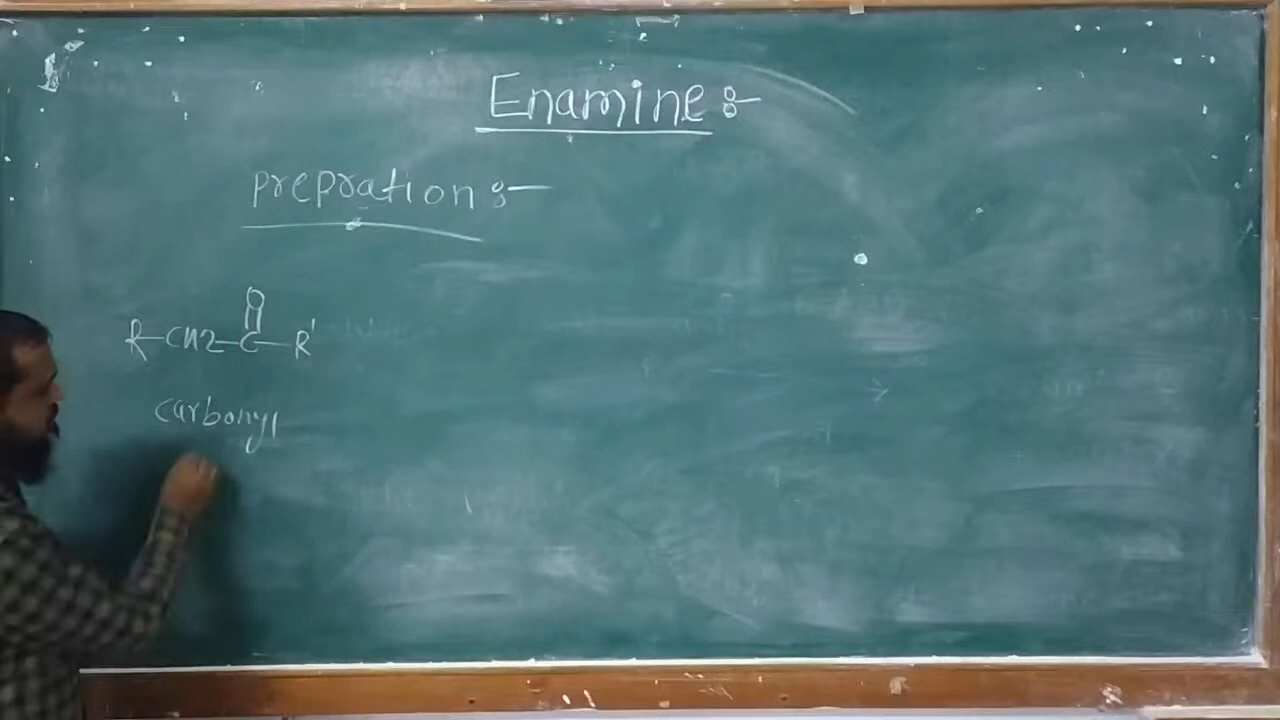 Enamine :-
prepration :-
O
R-CH2-C-R'
carbonyl